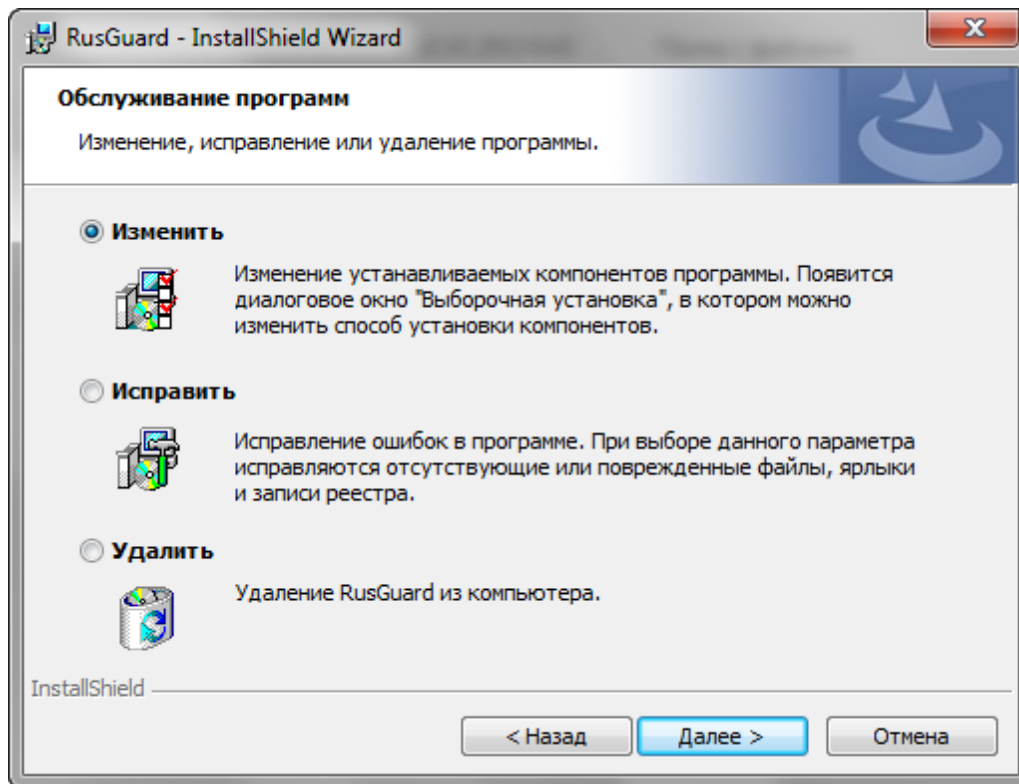 RusGuard - InstallShield Wizard
Обслуживание программ
Изменение, исправление или удаление программы.
Изменить
Изменение устанавливаемых компонентов программы. Появится
диалоговое окно "Выборочная установка", в котором можно
изменить способ установки компонентов.
Исправить
Исправление ошибок в программе. При выборе данного параметра
исправляются отсутствующие или поврежденные файлы, ярлыки
и записи реестра.
Удалить
Удаление RusGuard из компьютера.
InstallShield
< Назад
Далее >
Отмена